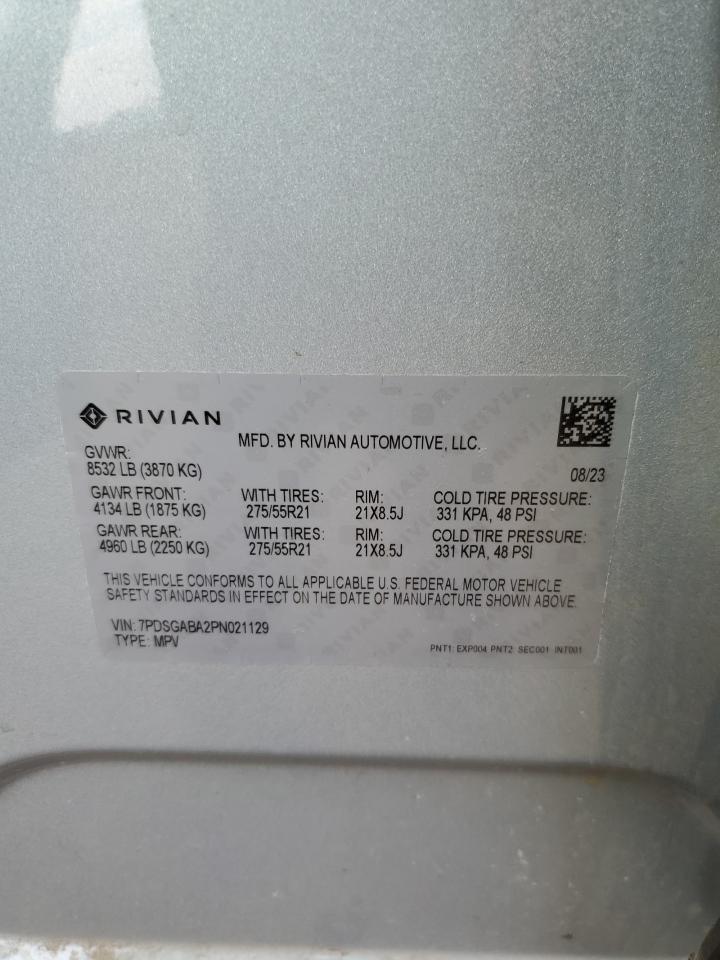 RIVIAN
MFD. BY RIVIAN AUTOMOTIVE, LLC.
GVWR:
8532 LB (3870 KG)
08/23
GAWR FRONT: WITH TIRES: RIM: COLD TIRE PRESSURE:
4134 LB (1875 KG) 275/55R21 21X8.5J 331 KPA, 48 PSI
GAWR REAR: WITH TIRES: RIM: COLD TIRE PRESSURE:
4960 LB (2250 KG) 275/55R21 21X8.5J 331 KPA, 48 PSI
THIS VEHICLE CONFORMS TO ALL APPLICABLE U.S. FEDERAL MOTOR VEHICLE
SAFETY STANDARDS IN EFFECT ON THE DATE OF MANUFACTURE SHOWN ABOVE.
VIN: 7PDSGABA2PN021129
TYPE: MPV
PNT1: EXP004 PNT2: SEC001 INT001